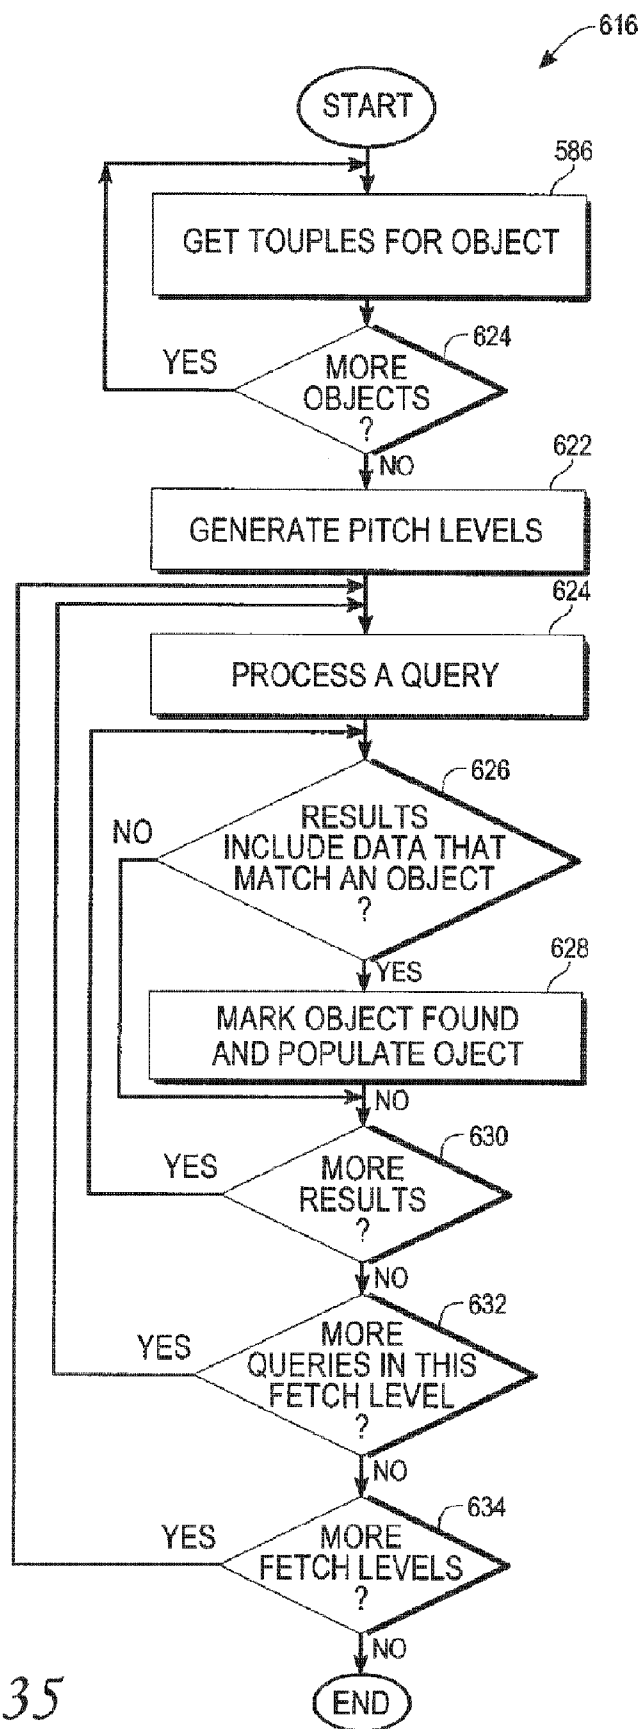 616
START
586
GET TOUPLES FOR OBJECT
624
YES
MORE
OBJECTS
?
NO
622
GENERATE PITCH LEVELS
624
PROCESS A QUERY
626
NO
RESULTS
INCLUDE DATA THAT
MATCH AN OBJECT
?
YES
628
MARK OBJECT FOUND
AND POPULATE OJECT
NO
630
YES
MORE
RESULTS
?
NO
632
YES
MORE
QUERIES IN THIS
FETCH LEVEL
?
NO
634
YES
MORE
FETCH LEVELS
?
NO
35
END